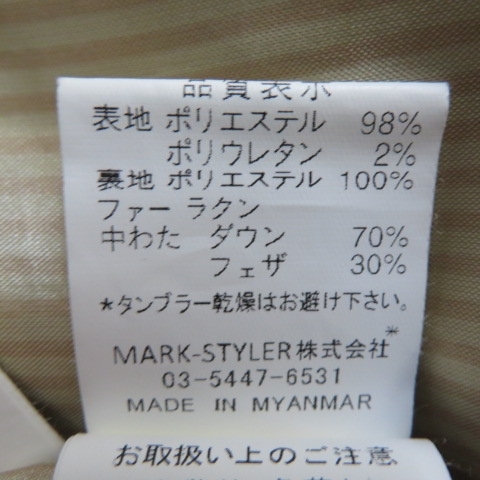 品質表示
表地 ポリエステル 98%
ポリウレタン 2%
裏地 ポリエステル 100%
ファー ラクン
中わた ダウン 70%
フェザ 30%
*タンブラー乾燥はお避け下さい。
MARK-STYLER株式会社*
03-5447-6531
MADE IN MYANMAR
お取扱い上のご注意